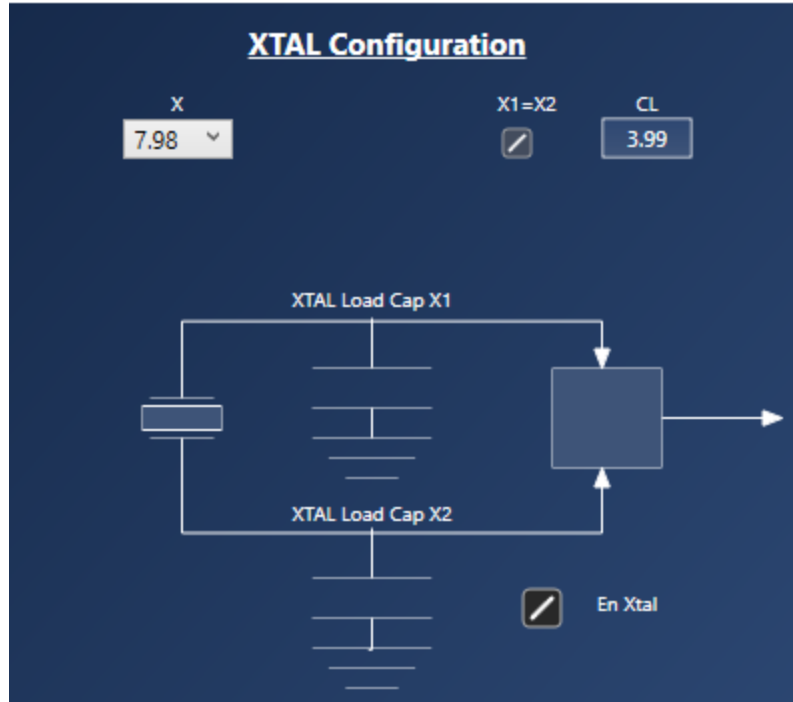 XTAL Configuration
X X1=X2 CL
7.98 3.99
XTAL Load Cap X1
XTAL Load Cap X2
En Xtal